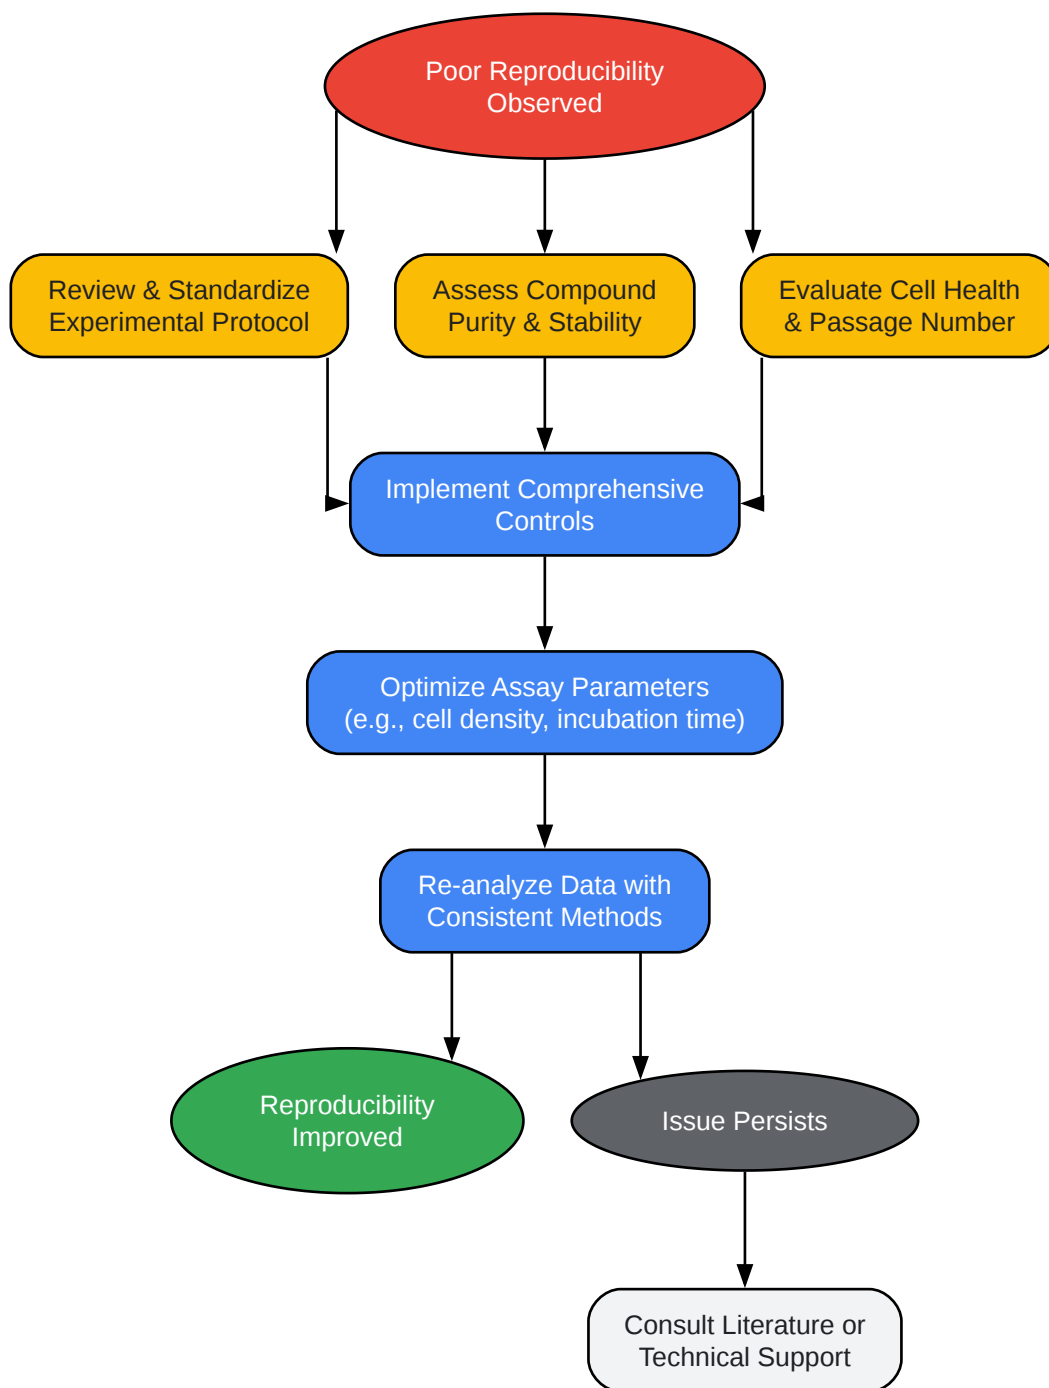 Poor Reproducibility
Observed
Review & Standardize
Experimental Protocol
Assess Compound
Purity & Stability
Evaluate Cell Health
& Passage Number
Implement Comprehensive
Controls
Optimize Assay Parameters
(e.g., cell density, incubation time)
Re-analyze Data with
Consistent Methods
Reproducibility
Improved
Issue Persists
Consult Literature or
Technical Support